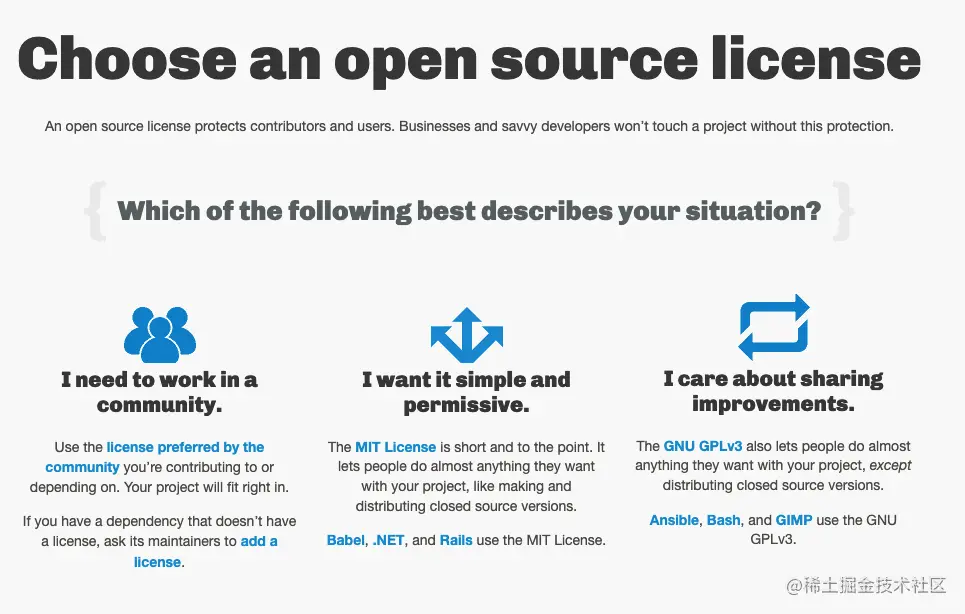 Choose an open source license
An open source license protects contributors and users. Businesses and savvy developers won’t touch a project without this protection.
{ Which of the following best describes your situation? }
I need to work in a
community.
Use the license preferred by the
community you’re contributing to or
depending on. Your project will fit right in.
If you have a dependency that doesn’t have
a license, ask its maintainers to add a
license.
I want it simple and
permissive.
The MIT License is short and to the point. It
lets people do almost anything they want
with your project, like making and
distributing closed source versions.
Babel, .NET, and Rails use the MIT License.
I care about sharing
improvements.
The GNU GPLv3 also lets people do almost
anything they want with your project, except
distributing closed source versions.
Ansible, Bash, and GIMP use the GNU
GPLv3.
@稀土掘金技术社区